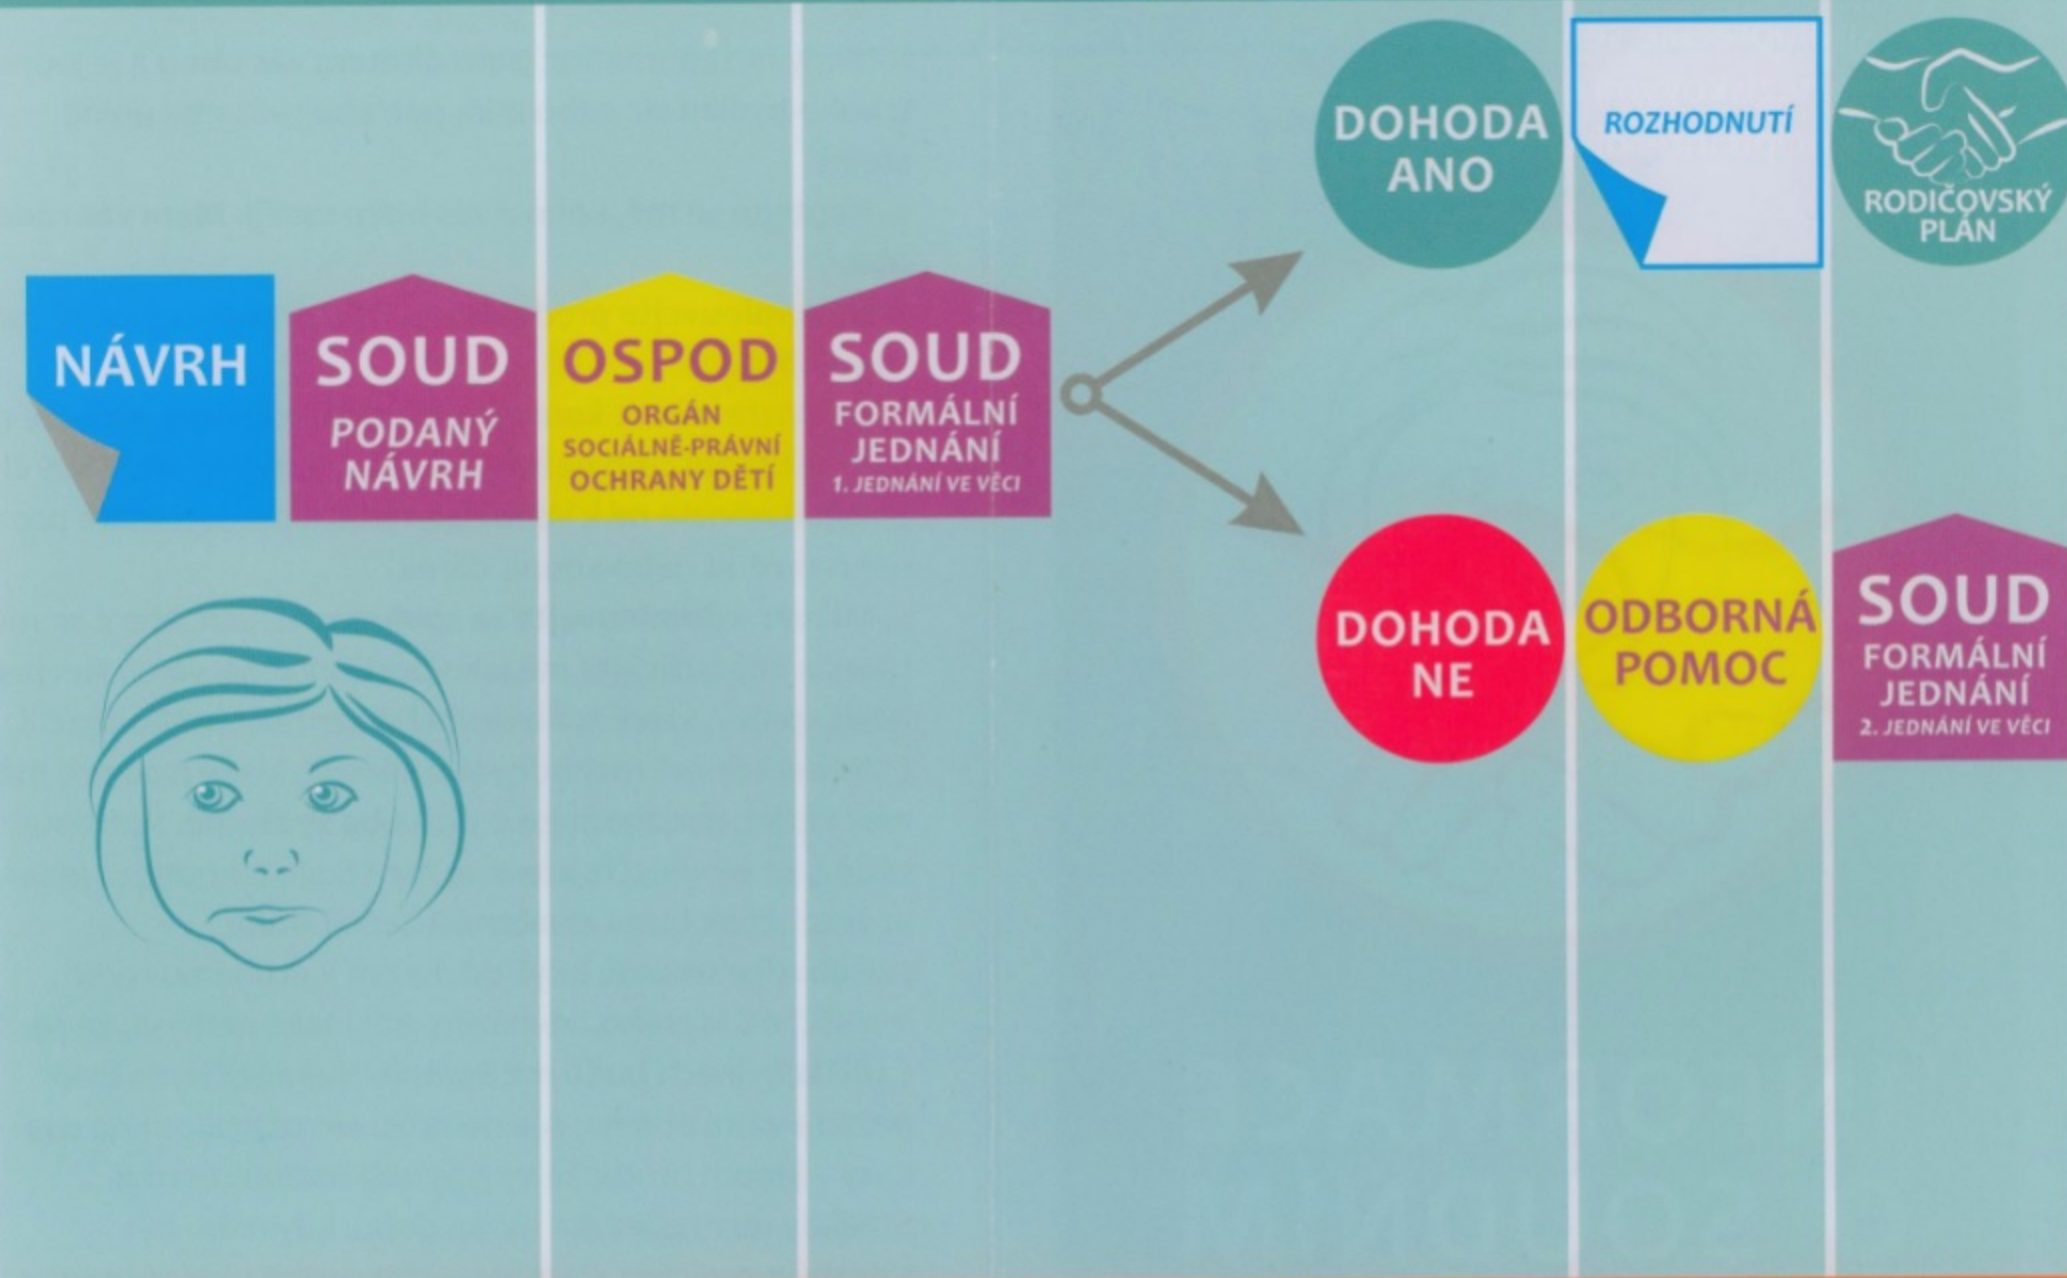 NÁVRH
SOUD
PODANÝ
NÁVRH
OSPOD
ORGÁN
SOCIÁLNĚ-PRÁVNÍ
OCHRANY DĚTÍ
SOUD
FORMÁLNÍ
JEDNÁNÍ
1. JEDNÁNÍ VE VĚCI
DOHODA
ANO
ROZHODNUTÍ
RODIČOVSKÝ
PLÁN
DOHODA
NE
ODBORNÁ
POMOC
SOUD
FORMÁLNÍ
JEDNÁNÍ
2. JEDNÁNÍ VE VĚCI